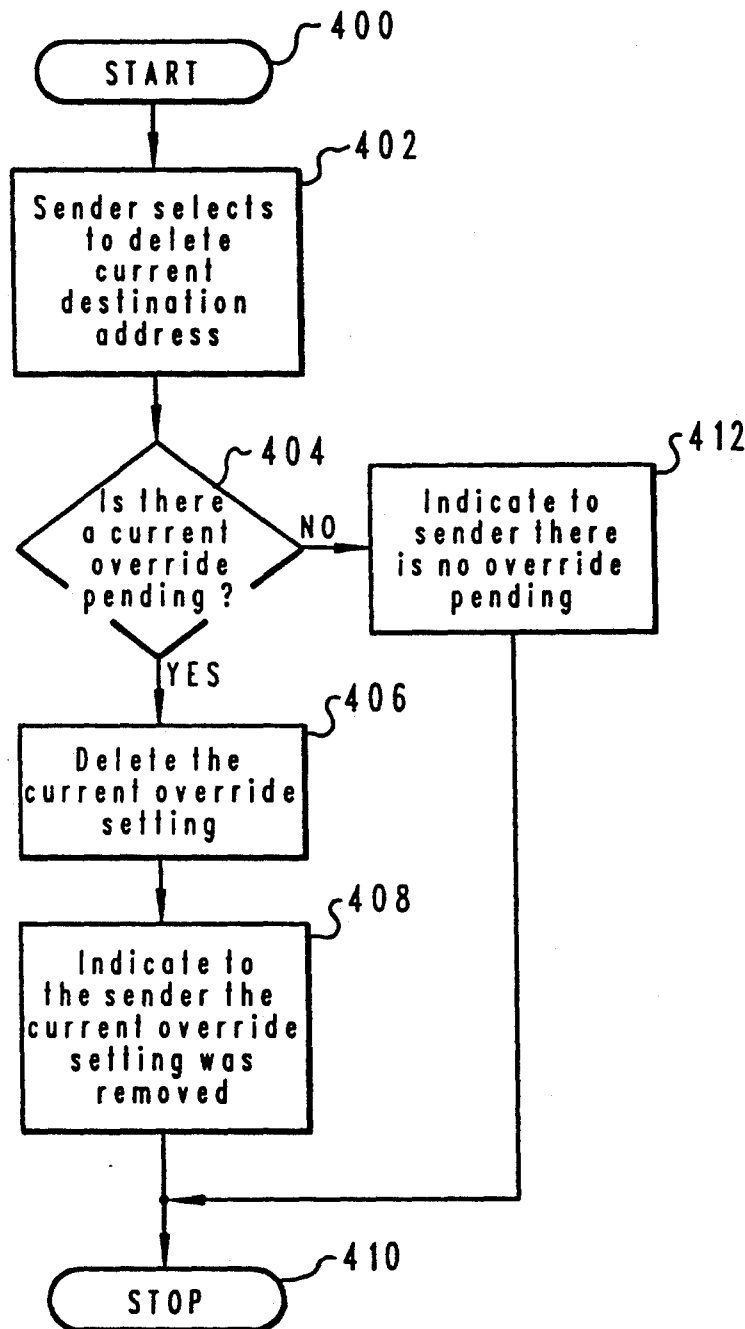 400
START
402
Sender selects
to delete
current
destination
address
404
Is there
a current
override
pending ?
NO
412
Indicate to
sender there
is no override
pending
YES
406
Delete the
current override
setting
408
Indicate to
the sender the
current override
setting was
removed
410
STOP